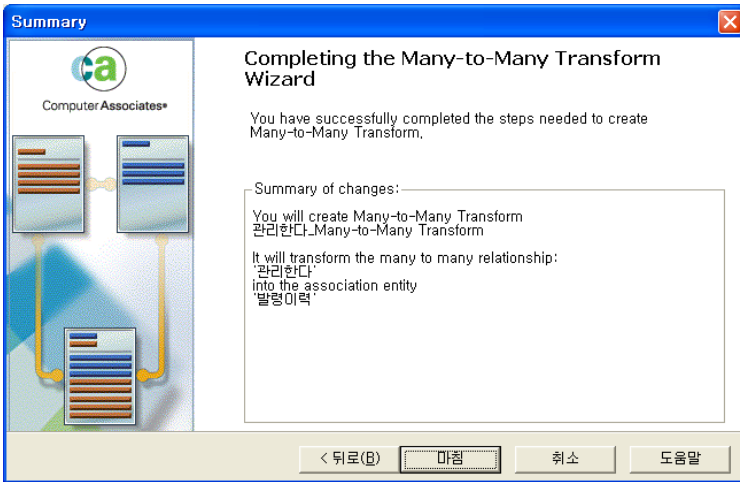 Summary
ca
Computer Associates®
Completing the Many-to-Many Transform
Wizard
You have successfully completed the steps needed to create
Many-to-Many Transform,
Summary of changes:
You will create Many-to-Many Transform
관리한다_Many-to-Many Transform
It will transform the many to many relationship:
'관리한다'
into the association entity
'발령이력'
< 뒤로(B)
마침
취소
도움말